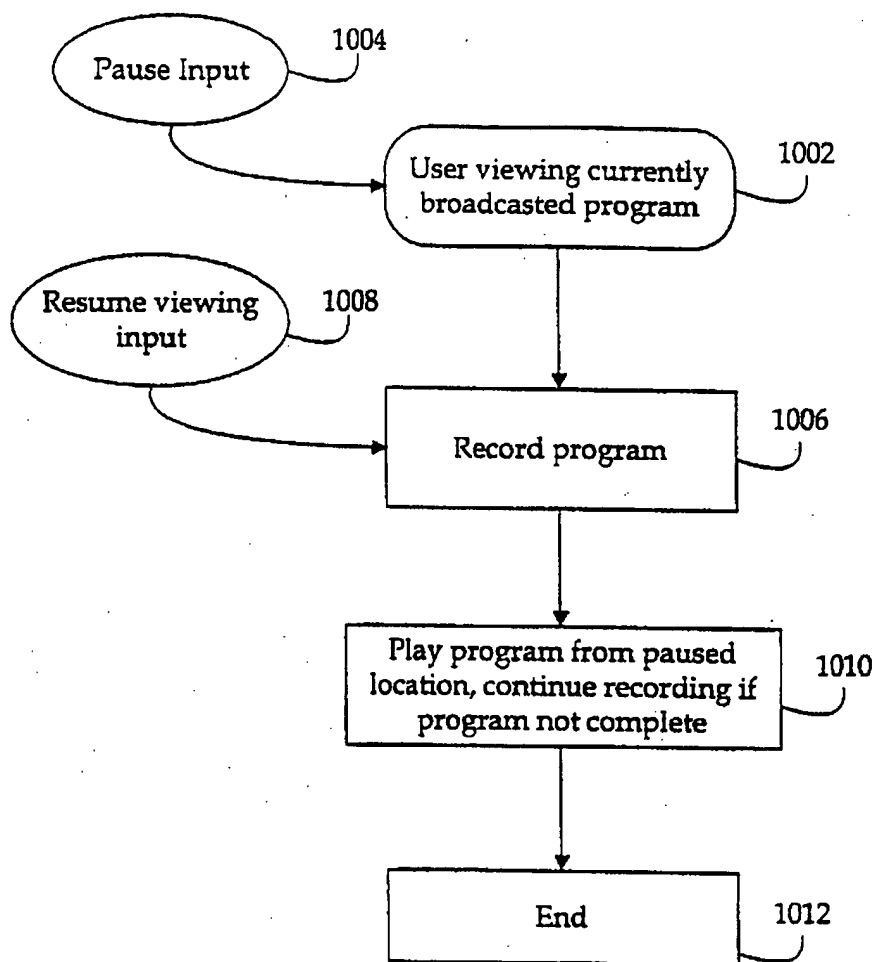 1004
Pause Input
1002
User viewing currently
broadcasted program
1008
Resume viewing
input
1006
Record program
Play program from paused
location, continue recording if
program not complete
1010
End
1012